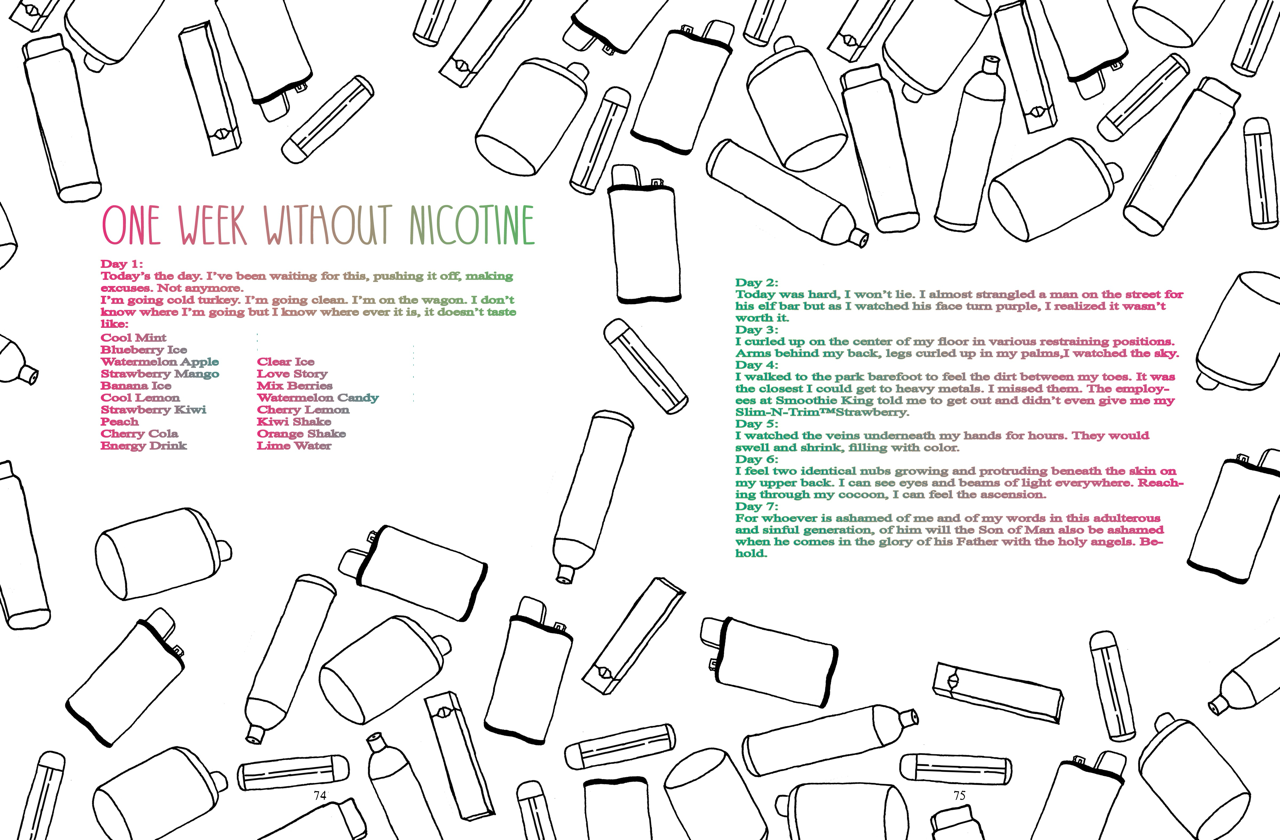 ONE WEEK WITHOUT NICOTINE
Day 1:
Today's the day. I've been waiting for this, pushing it off, making
excuses. Not anymore.
I'm going cold turkey. I'm going clean. I'm on the wagon. I don't
know where I'm going but I know where ever it is, it doesn't taste
like:
Cool Mint
Blueberry Ice
Watermelon Apple
Strawberry Mango
Banana Ice
Cool Lemon
Strawberry Kiwi
Peach
Cherry Cola
Energy Drink
Clear Ice
Love Story
Mix Berries
Watermelon Candy
Cherry Lemon
Kiwi Shake
Orange Shake
Lime Water
74
Day 2:
Today was hard, I won't lie. I almost strangled a man on the street for
his elf bar but as I watched his face turn purple, I realized it wasn't
worth it.
Day 3:
I curled up on the center of my floor in various restraining positions.
Arms behind my back, legs curled up in my palms,I watched the sky.
Day 4:
I walked to the park barefoot to feel the dirt between my toes. It was
the closest I could get to heavy metals. I missed them. The employ-
ees at Smoothie King told me to get out and didn't even give me my
Slim-N-Trim™Strawberry.
Day 5:
I watched the veins underneath my hands for hours. They would
swell and shrink, filling with color.
Day 6:
I feel two identical nubs growing and protruding beneath the skin on
my upper back. I can see eyes and beams of light everywhere. Reach-
ing through my cocoon, I can feel the ascension.
Day 7:
For whoever is ashamed of me and of my words in this adulterous
and sinful generation, of him will the Son of Man also be ashamed
when he comes in the glory of his Father with the holy angels. Be-
hold.
75